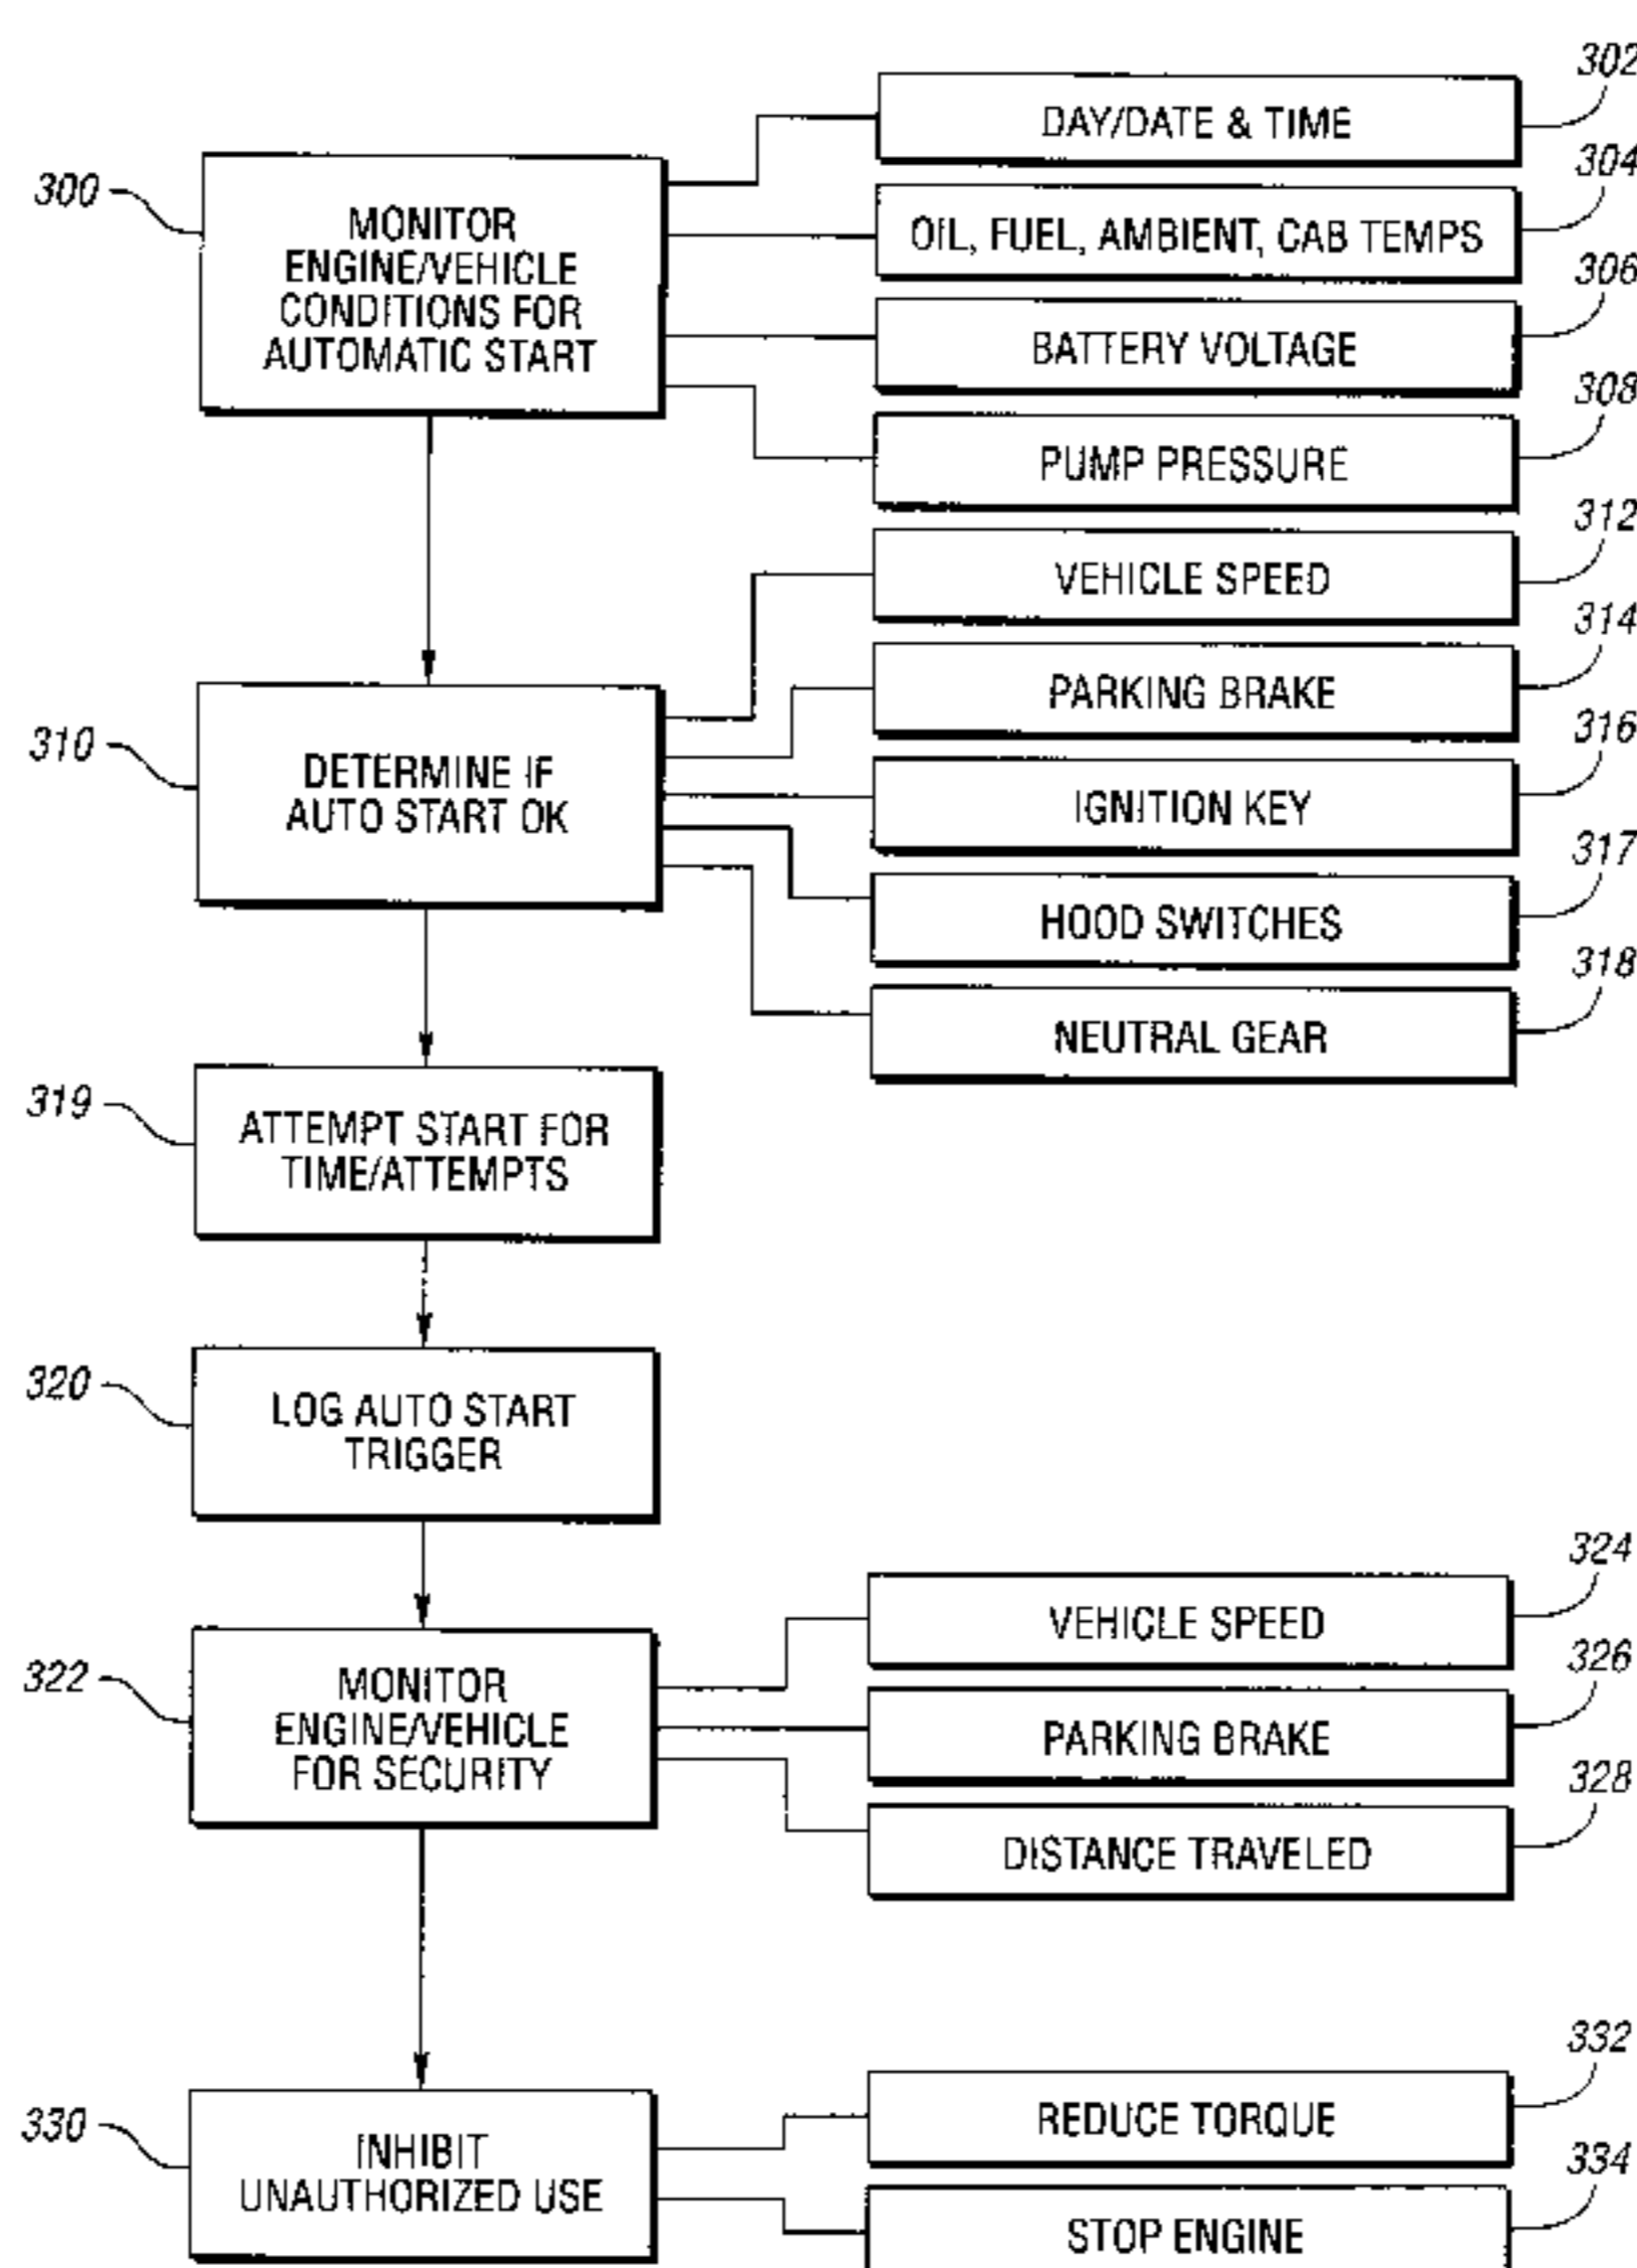 302
DAY/DATE & TIME
304
300
MONITOR
ENGINE/VEHICLE
CONDITIONS FOR
AUTOMATIC START
OIL, FUEL, AMBIENT, CAB TEMPS
306
BATTERY VOLTAGE
308
PUMP PRESSURE
312
VEHICLE SPEED
314
PARKING BRAKE
310
DETERMINE IF
AUTO START OK
316
IGNITION KEY
317
HOOD SWITCHES
318
NEUTRAL GEAR
319
ATTEMPT START FOR
TIME/ATTEMPTS
320
LOG AUTO START
TRIGGER
324
VEHICLE SPEED
322
MONITOR
ENGINE/VEHICLE
FOR SECURITY
326
PARKING BRAKE
328
DISTANCE TRAVELED
332
REDUCE TORQUE
330
INHIBIT
UNAUTHORIZED USE
334
STOP ENGINE